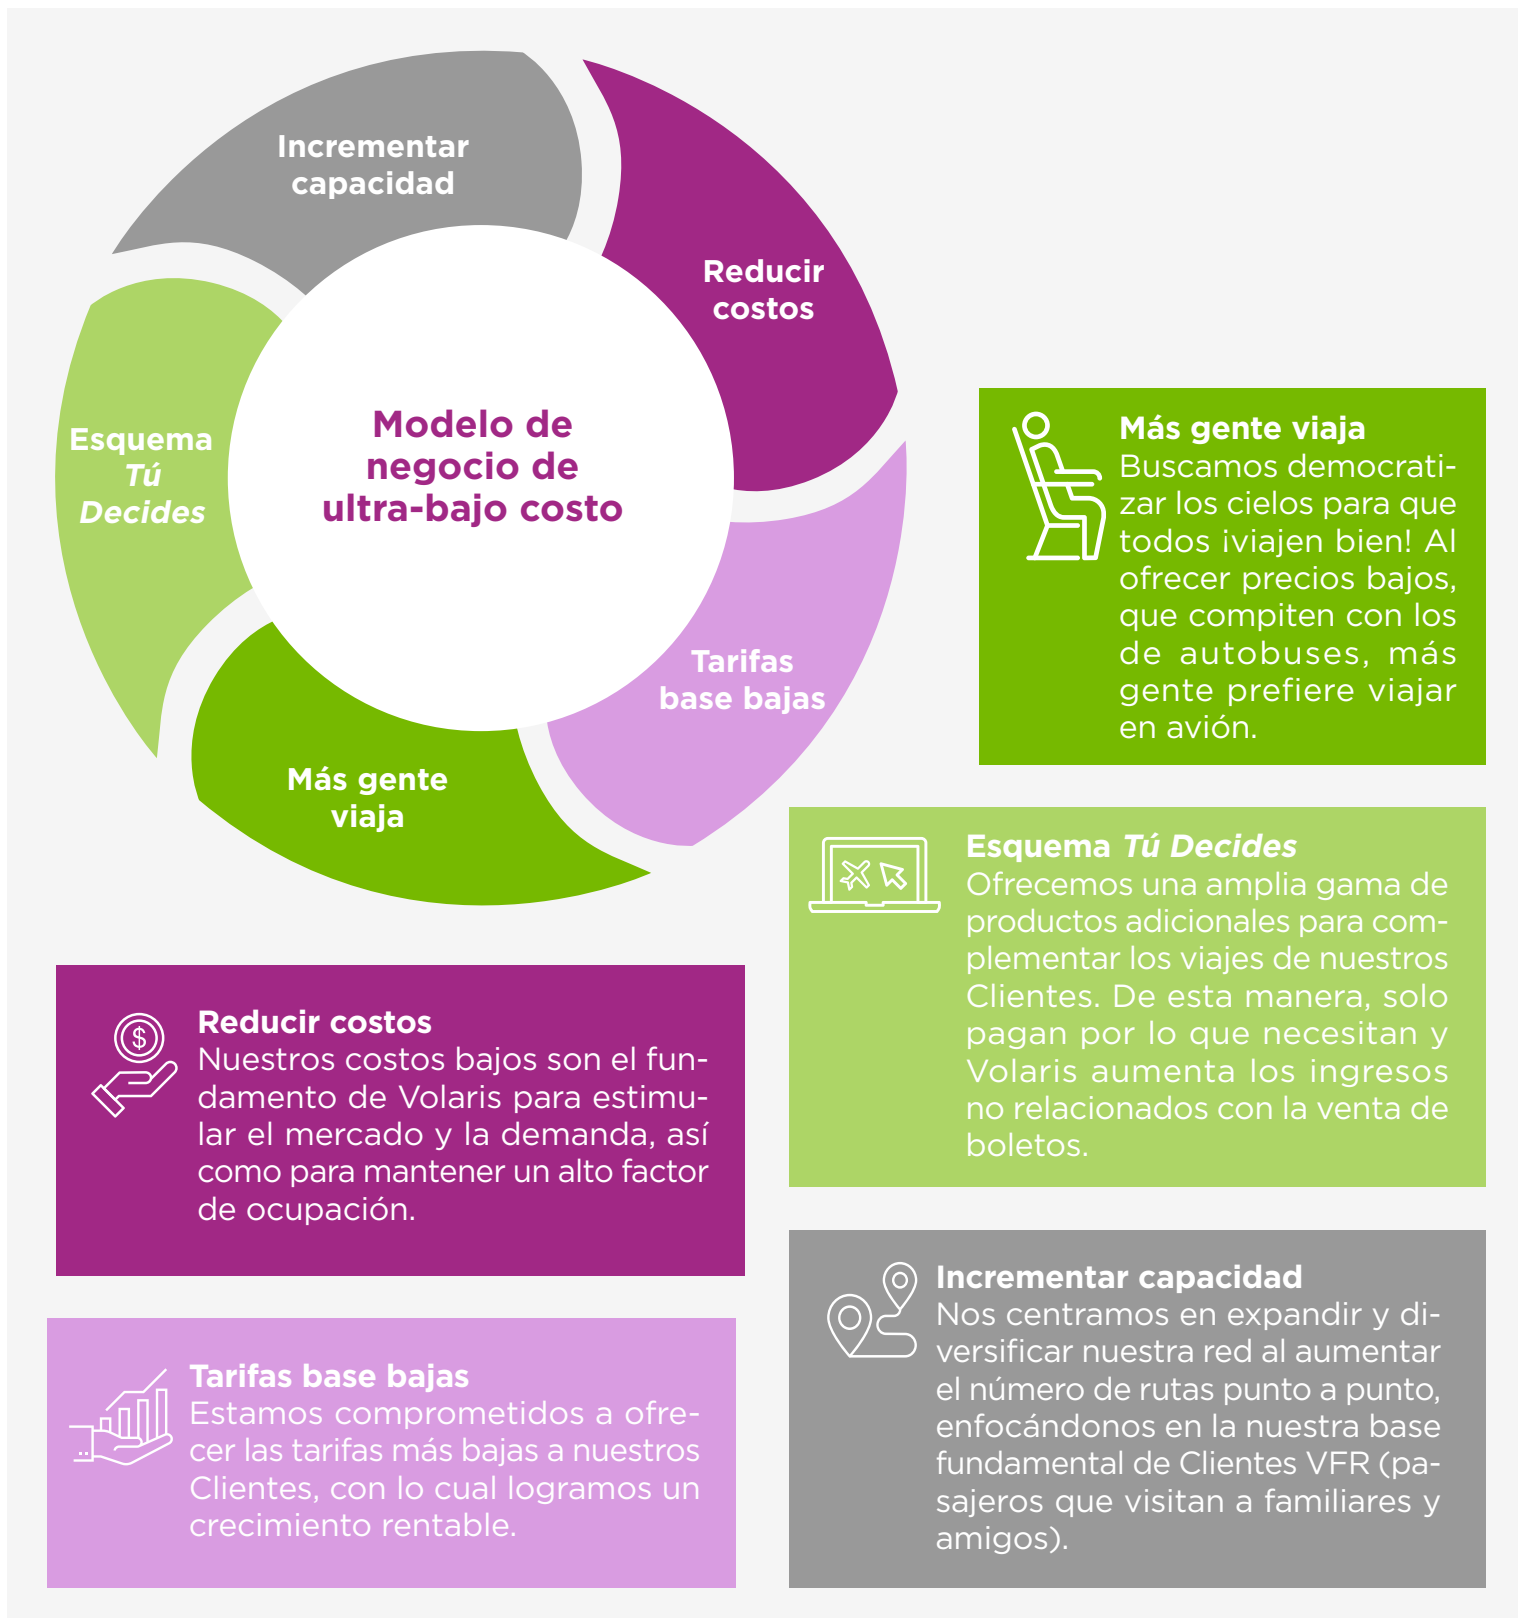 Incrementar
capacidad
Reducir
costos
Esquema
Tú
Decides
Modelo de
negocio de
ultra-bajo costo
Tarifas
base bajas
Más gente
viaja
Más gente viaja
Buscamos democrati-
zar los cielos para que
todos ¡viajen bien! Al
ofrecer precios bajos,
que compiten con los
de autobuses, más
gente prefiere viajar
en avión.
Esquema Tú Decides
Ofrecemos una amplia gama de
productos adicionales para com-
plementar los viajes de nuestros
Clientes. De esta manera, solo
pagan por lo que necesitan y
Volaris aumenta los ingresos
no relacionados con la venta de
boletos.
$
Reducir costos
Nuestros costos bajos son el fun-
damento de Volaris para estimu-
lar el mercado y la demanda, así
como para mantener un alto factor
de ocupación.
Incrementar capacidad
Nos centramos en expandir y di-
versificar nuestra red al aumentar
el número de rutas punto a punto,
enfocándonos en la nuestra base
fundamental de Clientes VFR (pa-
sajeros que visitan a familiares y
amigos).
Tarifas base bajas
Estamos comprometidos a ofre-
cer las tarifas más bajas a nuestros
Clientes, con lo cual logramos un
crecimiento rentable.